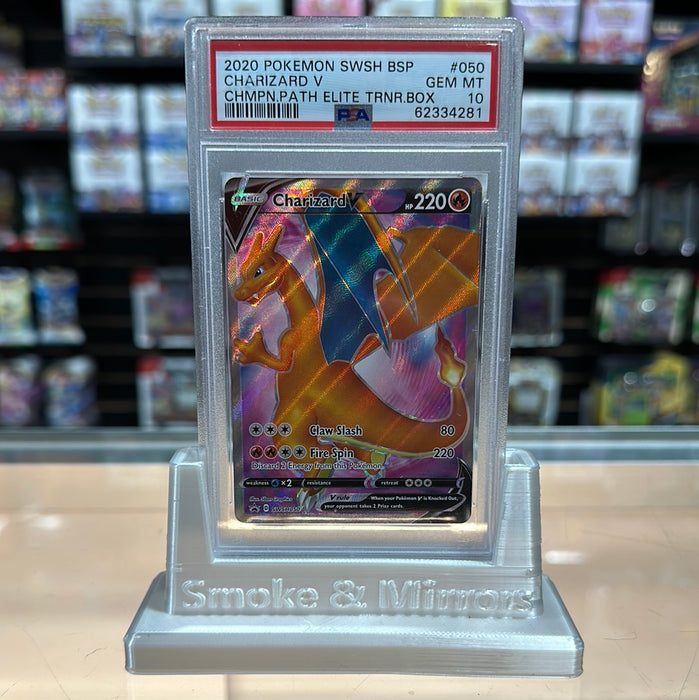 2020 POKEMON SWSH BSP #050
CHARIZARD V GEM MT
CHMPN.PATH ELITE TRNR.BOX 10
PSA 62334281
BASIC Charizard V HP 220
Claw Slash 80
Fire Spin 220
Discard 2 Energy from this Pokémon.
weakness ×2 resistance retreat
V rule When your Pokémon V is Knocked Out,
your opponent takes 2 Prize cards.
SWSH050
Smoke & Mirrors